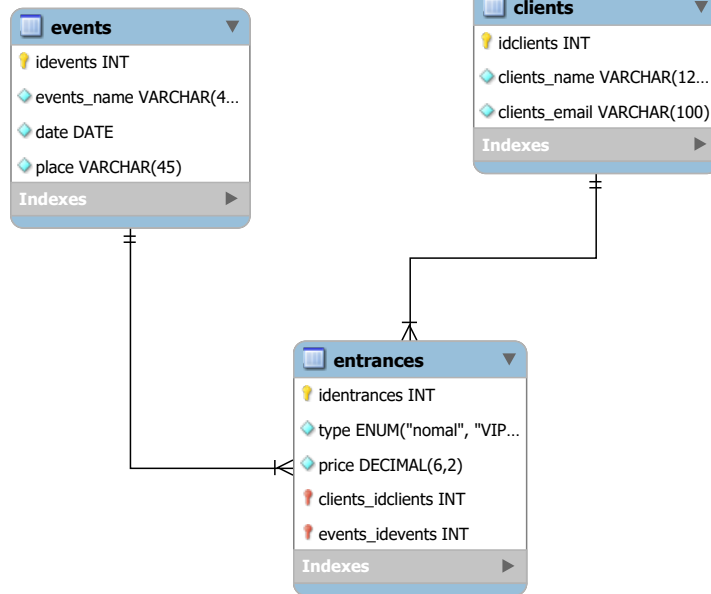 events
idevents INT
events_name VARCHAR(4...
date DATE
place VARCHAR(45)
Indexes
clients
idclients INT
clients_name VARCHAR(12...
clients_email VARCHAR(100)
Indexes
entrances
identrances INT
type ENUM("nomal", "VIP...
price DECIMAL(6,2)
clients_idclients INT
events_idevents INT
Indexes